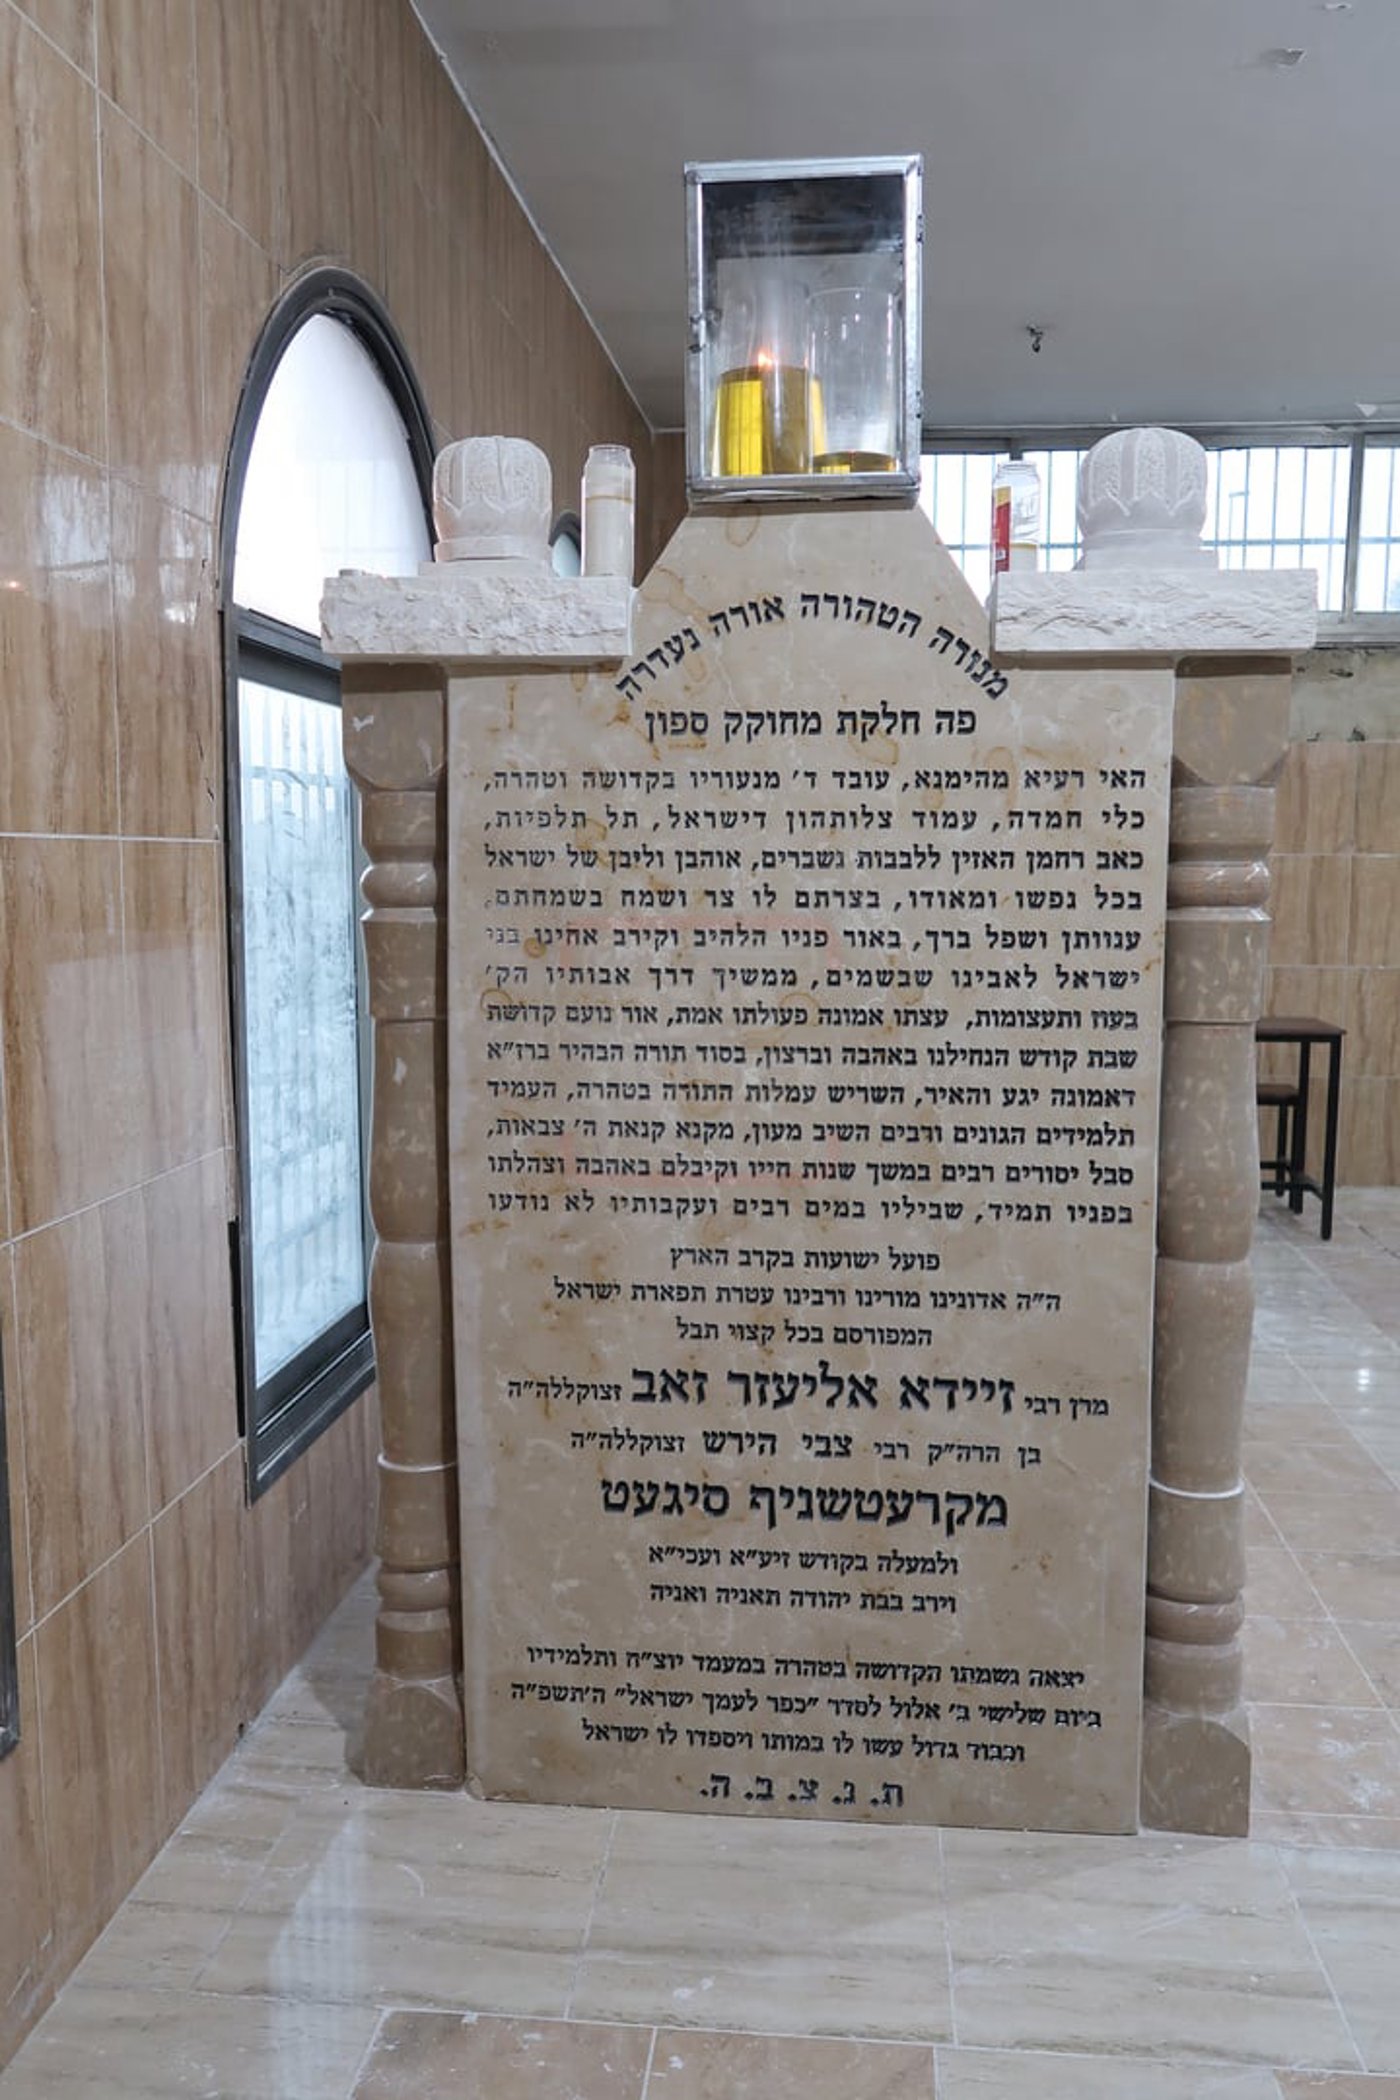 מנורה הטהורה אורה נעדרה
פה חלקת מחוקק ספון
האי רעיא מהימנא, עובד ד׳ מנעוריו בקדושה וטהרה,
כלי חמדה, עמוד צלותהון דישראל, תל תלפיות,
כאב רחמן האזין ללבבות נשברים, אוהבן וליבן של ישראל
בכל נפשו ומאודו, בצרתם לו צר ושמח בשמחתם,
ענוותן ושפל ברך, באור פניו הלהיב וקירב אחינו בני
ישראל לאבינו שבשמים, ממשיך דרך אבותיו הק׳
בעוז ותעצומות, עצתו אמונה פעולתו אמת, אור נועם קדושת
שבת קודש הנחילנו באהבה וברצון, בסוד תורה הבהיר ברז״א
דאמונה יגע והאיר, השריש עמלות התורה בטהרה, העמיד
תלמידים הגונים ורבים השיב מעון, מקנא קנאת ה׳ צבאות,
סבל יסורים רבים במשך שנות חייו וקיבלם באהבה וצהלתו
בפניו תמיד, שביליו במים רבים ועקבותיו לא נודעו
פועל ישועות בקרב הארץ
ה״ה אדונינו מורינו ורבינו עטרת תפארת ישראל
המפורסם בכל קצוי תבל
מרן רבי זיידא אליעזר זאב זצוקללה״ה
בן הרה״ק רבי צבי הירש זצוקללה״ה
מקרעטשניף סיגעט
ולמעלה בקודש זיע״א ועכי״א
וירב בבת יהודה תאניה ואניה
יצאה נשמתו הקדושה בטהרה במעמד יוצ״ח ותלמידיו
ביום שלישי ב׳ אלול לסדר ״כפר לעמך ישראל״ ה׳תשפ״ה
וכבוד גדול עשו לו במותו ויספדו לו ישראל
ת. נ. צ. ב. ה.